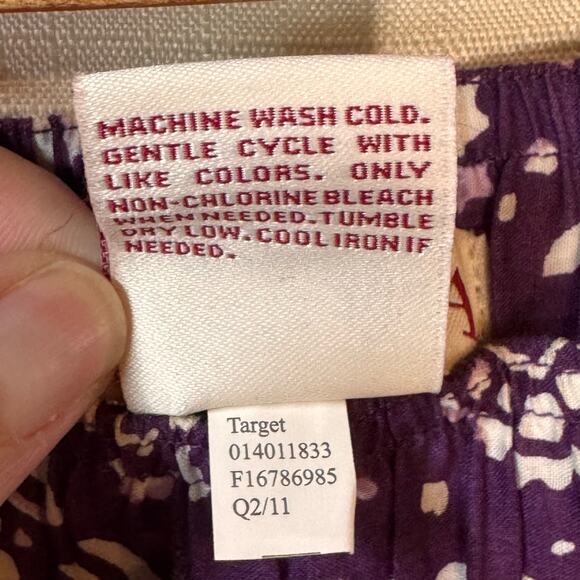 MACHINE WASH COLD.
GENTLE CYCLE WITH
LIKE COLORS. ONLY
NON-CHLORINE BLEACH
WHEN NEEDED. TUMBLE
DRY LOW. COOL IRON IF
NEEDED.
A
Target
014011833
F16786985
Q2/11